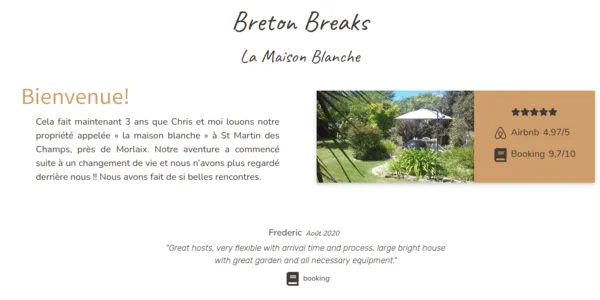 Breton Breaks
La Maison Blanche
Bienvenue!
Cela fait maintenant 3 ans que Chris et moi louons notre
propriété appelée « la maison blanche » à St Martin des
Champs, près de Morlaix. Notre aventure a commencé
suite à un changement de vie et nous n'avons plus regardé
derrière nous !! Nous avons fait de si belles rencontres.
Airbnb 4,97/5
Booking 9,7/10
Frederic Août 2020
"Great hosts, very flexible with arrival time and process, large bright house
with great garden and all necessary equipment."
booking